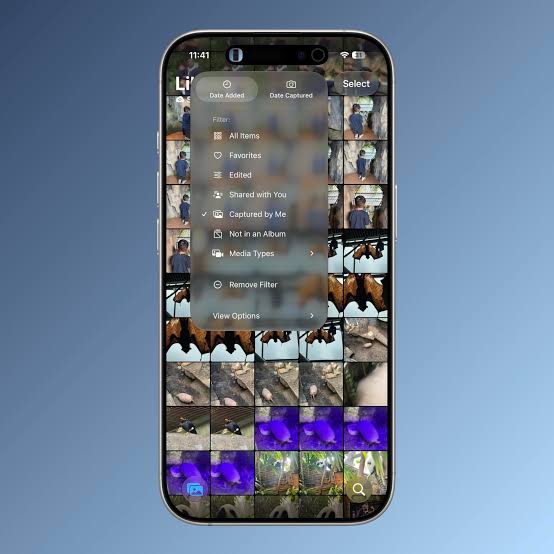 11:41
Select
Date Added
Date Captured
Filter:
All Items
Favorites
Edited
Shared with You
✓ Captured by Me
Not in an Album
Media Types
Remove Filter
View Options